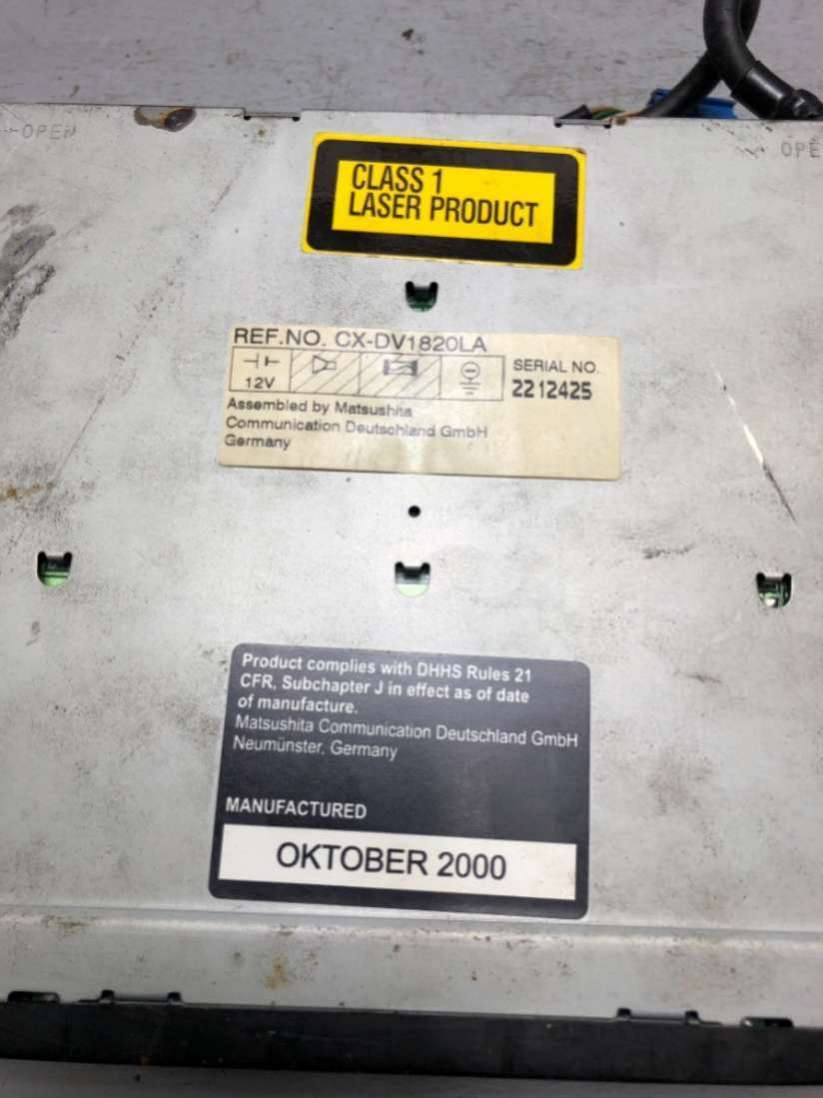 OPEN
OPE
CLASS 1
LASER PRODUCT
REF.NO. CX-DV1820LA
12V
SERIAL NO.
2212425
Assembled by Matsushita
Communication Deutschland GmbH
Germany
Product complies with DHHS Rules 21
CFR, Subchapter J in effect as of date
of manufacture.
Matsushita Communication Deutschland GmbH
Neumünster, Germany
MANUFACTURED
OKTOBER 2000